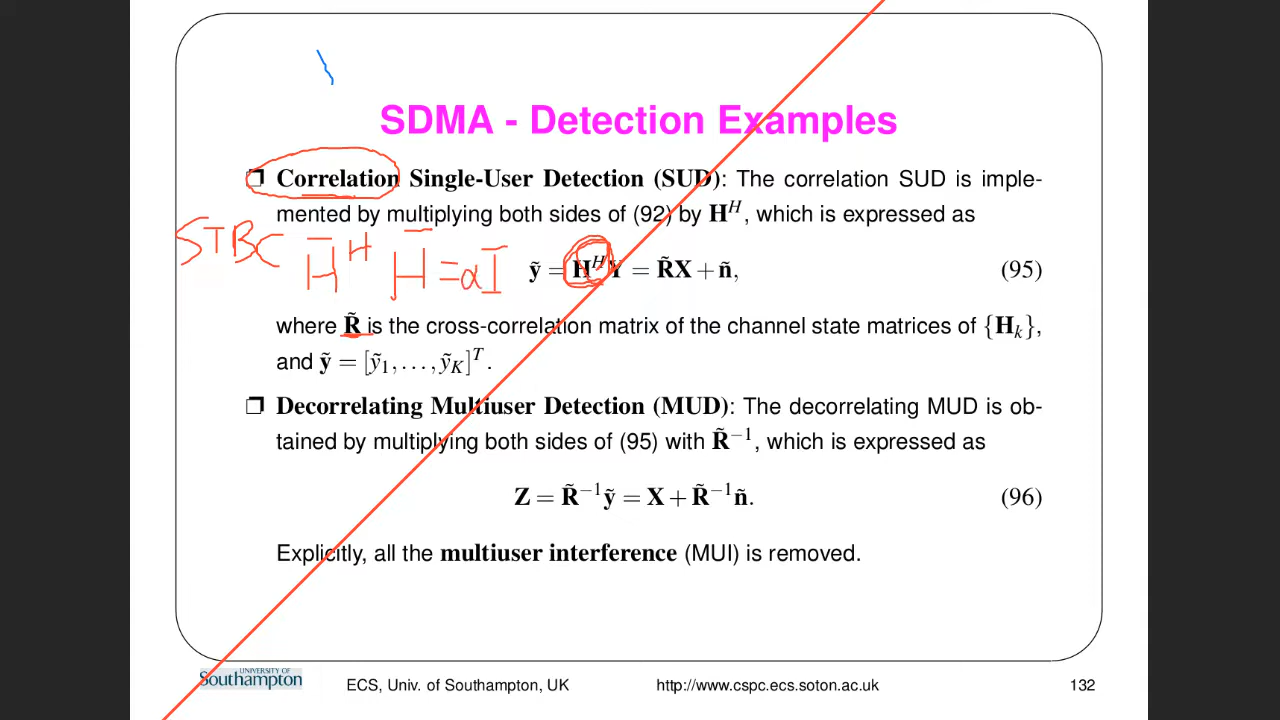 SDMA - Detection Examples
❒ Correlation Single-User Detection (SUD): The correlation SUD is imple-
mented by multiplying both sides of (92) by H^H, which is expressed as
STBC H̄^H H̄ = αĪ
ỹ = H^H Y = R̃X + ñ, (95)
where R̃ is the cross-correlation matrix of the channel state matrices of {H_k},
and ỹ = [ỹ_1, . . . , ỹ_K]^T.
❒ Decorrelating Multiuser Detection (MUD): The decorrelating MUD is ob-
tained by multiplying both sides of (95) with R̃^−1, which is expressed as
Z = R̃^−1 ỹ = X + R̃^−1 ñ. (96)
Explicitly, all the multiuser interference (MUI) is removed.
UNIVERSITY OF
Southampton
ECS, Univ. of Southampton, UK http://www.cspc.ecs.soton.ac.uk 132